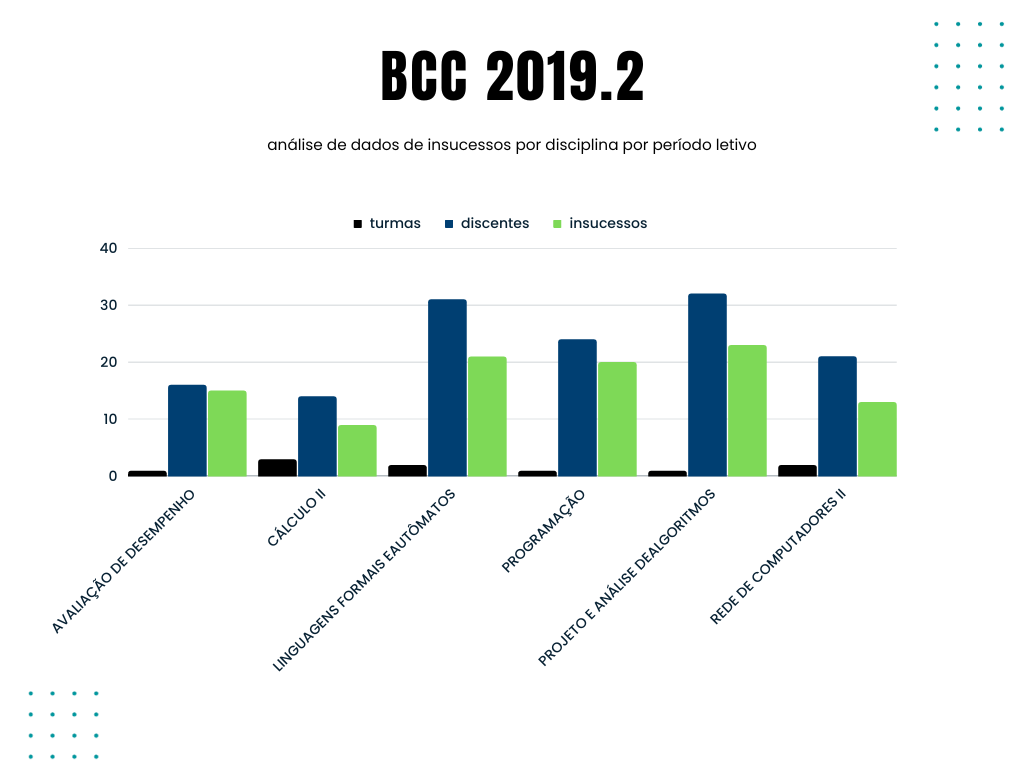 BCC 2019.2
análise de dados de insucessos por disciplina por período letivo
turmas discentes insucessos
40
30
20
10
0
AVALIAÇÃO DE DESEMPENHO
CÁLCULO II
LINGUAGENS FORMAIS EAUTÔMATOS
PROGRAMAÇÃO
PROJETO E ANÁLISE DEALGORITMOS
REDE DE COMPUTADORES II